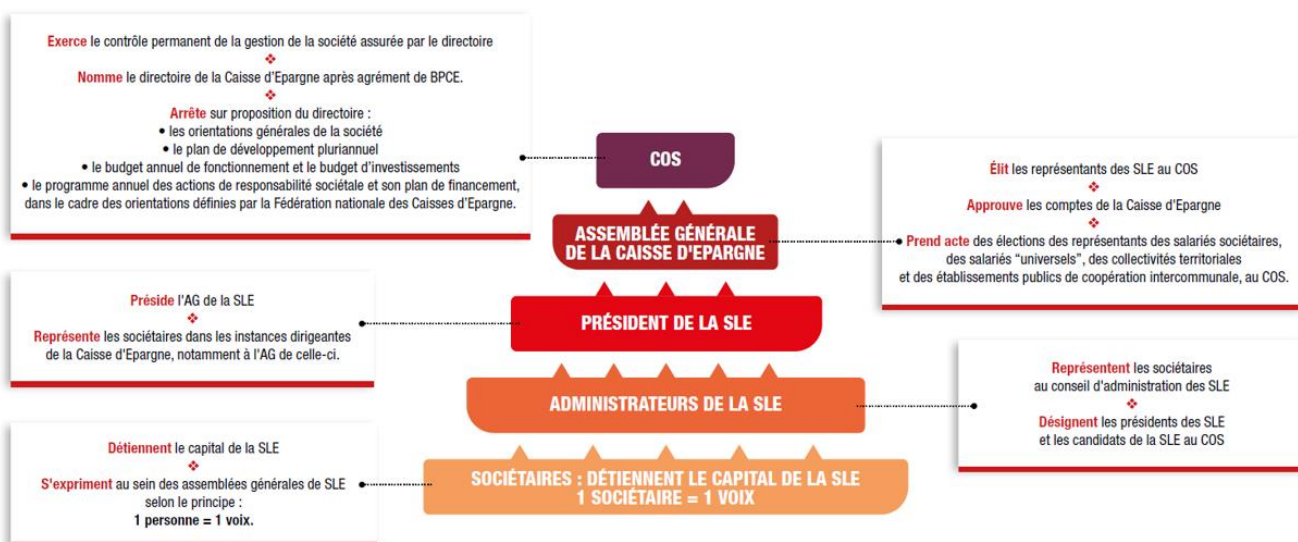 Exerce le contrôle permanent de la gestion de la société assurée par le directoire
Nomme le directoire de la Caisse d'Epargne après agrément de BPCE.
Arrête sur proposition du directoire :
• les orientations générales de la société
• le plan de développement pluriannuel
• le budget annuel de fonctionnement et le budget d'investissements
• le programme annuel des actions de responsabilité sociétale et son plan de financement,
dans le cadre des orientations définies par la Fédération nationale des Caisses d'Epargne.
COS
Élit les représentants des SLE au COS
Approuve les comptes de la Caisse d'Epargne
Prend acte des élections des représentants des salariés sociétaires,
des salariés "universels", des collectivités territoriales
et des établissements publics de coopération intercommunale, au COS.
ASSEMBLÉE GÉNÉRALE
DE LA CAISSE D'EPARGNE
Préside l'AG de la SLE
Représente les sociétaires dans les instances dirigeantes
de la Caisse d'Epargne, notamment à l'AG de celle-ci.
PRÉSIDENT DE LA SLE
Représentent les sociétaires
au conseil d'administration des SLE
Désignent les présidents des SLE
et les candidats de la SLE au COS
ADMINISTRATEURS DE LA SLE
Détiennent le capital de la SLE
S'expriment au sein des assemblées générales de SLE
selon le principe :
1 personne = 1 voix.
SOCIÉTAIRES : DÉTIENNENT LE CAPITAL DE LA SLE
1 SOCIÉTAIRE = 1 VOIX